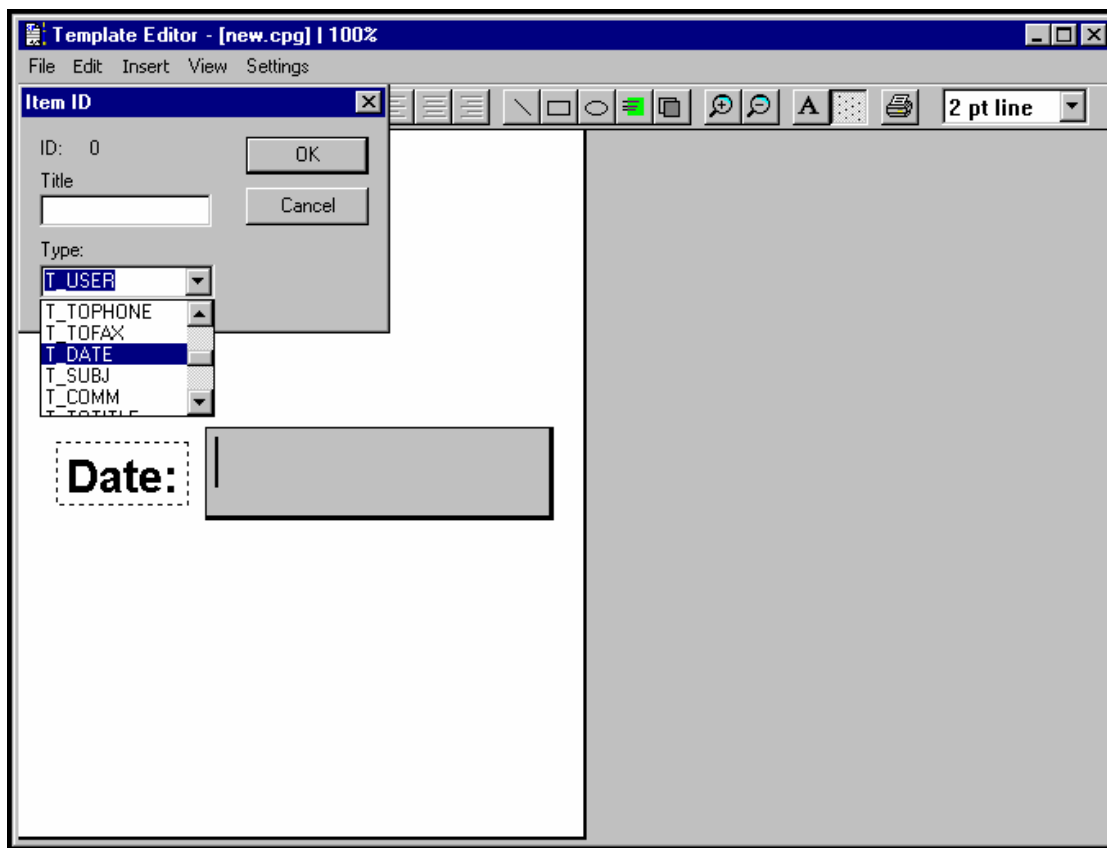 Template Editor - [new.cpg] | 100%
File Edit Insert View Settings
Item ID
A 2 pt line
ID: 0
OK
Title
Cancel
Type:
T_USER
T_TOPHONE
T_TOFAX
T_DATE
T_SUBJ
T_COMM
T_TOTITLE
Date: